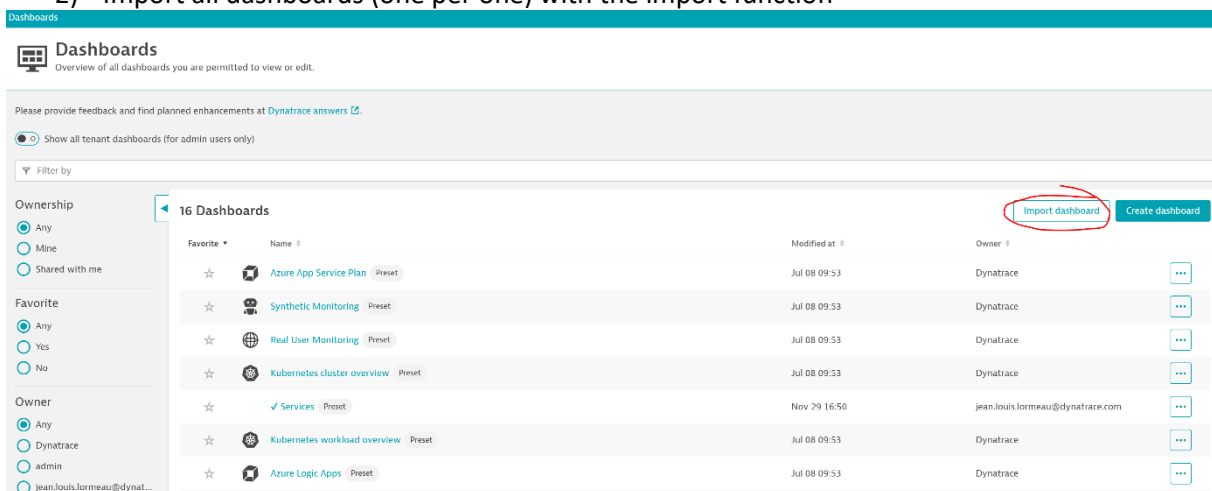 2) Import all dashboards (one per one) with the import function
Dashboards
Dashboards
Overview of all dashboards you are permitted to view or edit.
Please provide feedback and find planned enhancements at Dynatrace answers.
Show all tenant dashboards (for admin users only)
Filter by
Ownership
Any
Mine
Shared with me
Favorite
Any
Yes
No
Owner
Any
Dynatrace
admin
jean.louis.lormeau@dynat...
16 Dashboards
Import dashboard Create dashboard
Favorite Name Modified at Owner
Azure App Service Plan Preset Jul 08 09:53 Dynatrace ...
Synthetic Monitoring Preset Jul 08 09:53 Dynatrace ...
Real User Monitoring Preset Jul 08 09:53 Dynatrace ...
Kubernetes cluster overview Preset Jul 08 09:53 Dynatrace ...
✓ Services Preset Nov 29 16:50 jean.louis.lormeau@dynatrace.com ...
Kubernetes workload overview Preset Jul 08 09:53 Dynatrace ...
Azure Logic Apps Preset Jul 08 09:53 Dynatrace ...